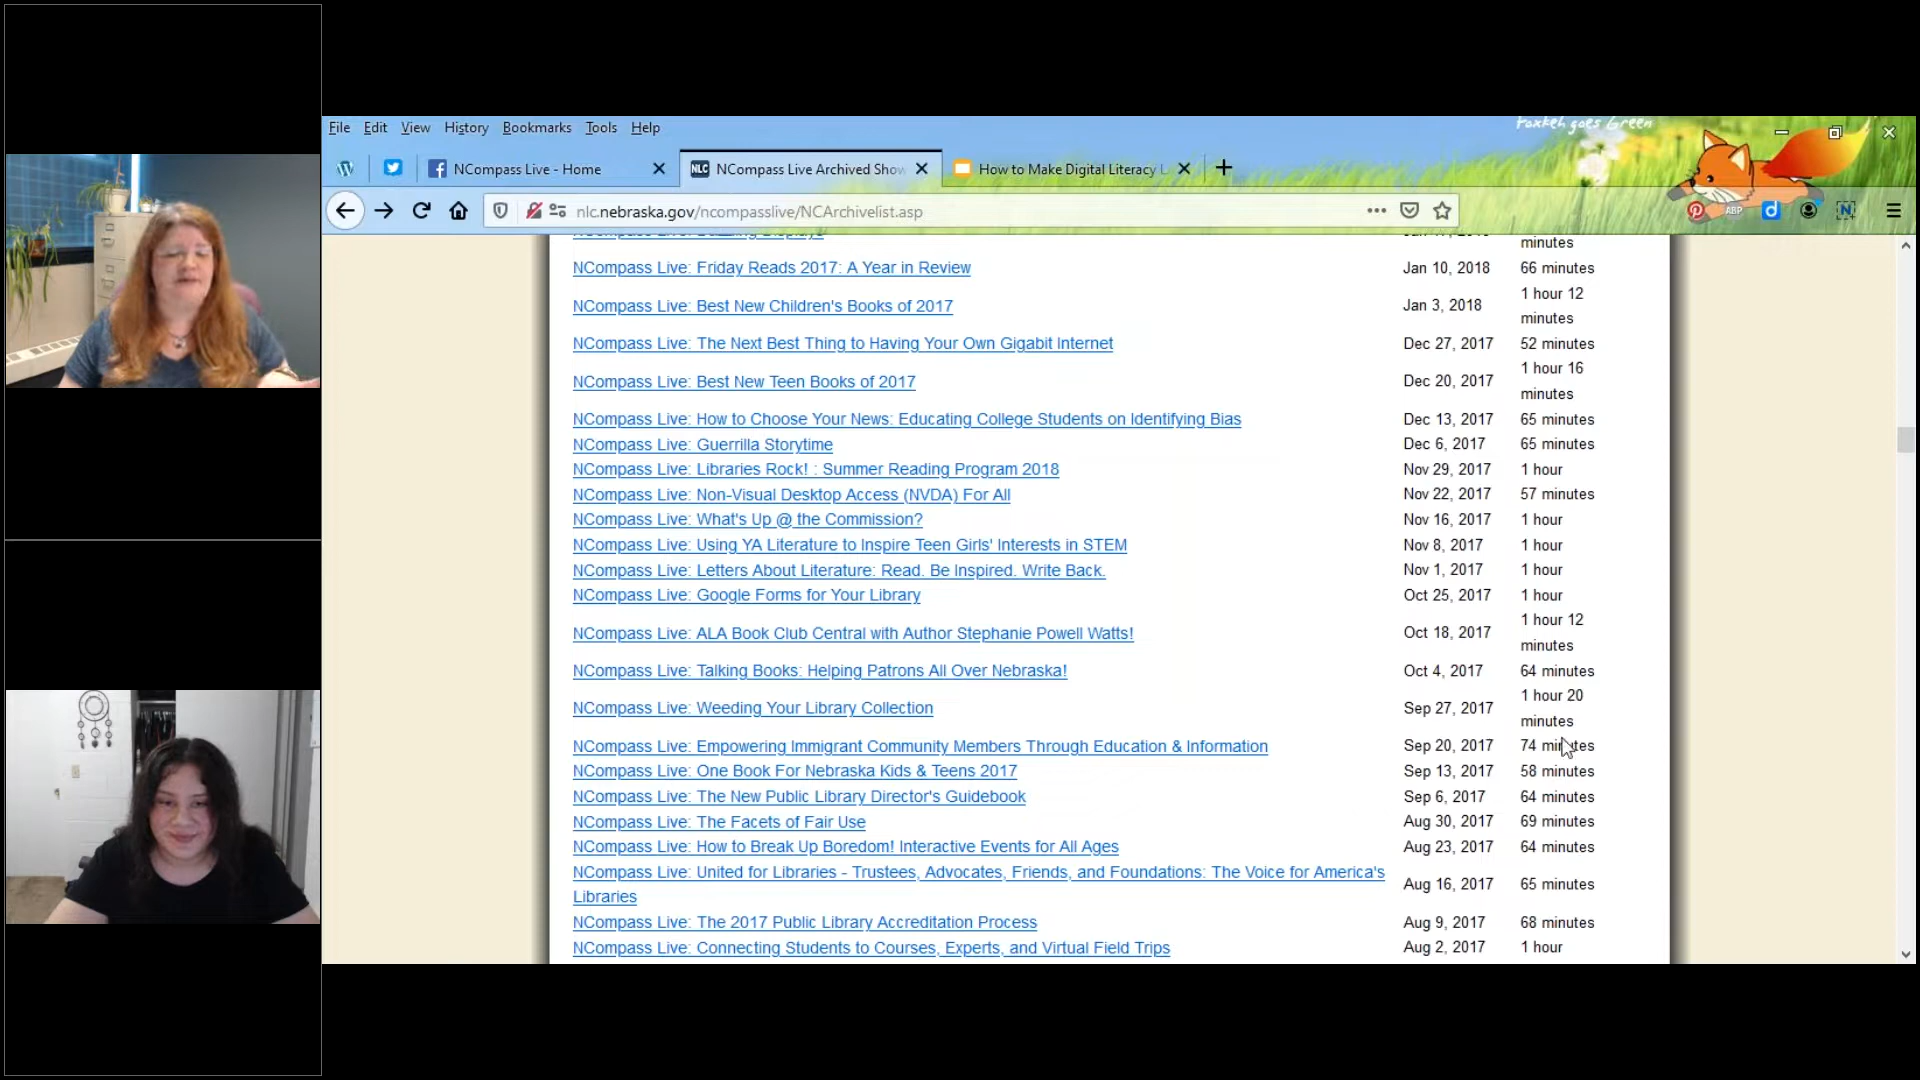 Foxkeh goes Green
File Edit View History Bookmarks Tools Help
NCompass Live - Home
NLC NCompass Live Archived Show
How to Make Digital Literacy L
nlc.nebraska.gov/ncompasslive/NCArchivelist.asp
ABP
minutes
NCompass Live: Friday Reads 2017: A Year in Review Jan 10, 2018 66 minutes
NCompass Live: Best New Children's Books of 2017 Jan 3, 2018 1 hour 12
minutes
NCompass Live: The Next Best Thing to Having Your Own Gigabit Internet Dec 27, 2017 52 minutes
NCompass Live: Best New Teen Books of 2017 Dec 20, 2017 1 hour 16
minutes
NCompass Live: How to Choose Your News: Educating College Students on Identifying Bias Dec 13, 2017 65 minutes
NCompass Live: Guerrilla Storytime Dec 6, 2017 65 minutes
NCompass Live: Libraries Rock! : Summer Reading Program 2018 Nov 29, 2017 1 hour
NCompass Live: Non-Visual Desktop Access (NVDA) For All Nov 22, 2017 57 minutes
NCompass Live: What's Up @ the Commission? Nov 16, 2017 1 hour
NCompass Live: Using YA Literature to Inspire Teen Girls' Interests in STEM Nov 8, 2017 1 hour
NCompass Live: Letters About Literature: Read. Be Inspired. Write Back. Nov 1, 2017 1 hour
NCompass Live: Google Forms for Your Library Oct 25, 2017 1 hour
NCompass Live: ALA Book Club Central with Author Stephanie Powell Watts! Oct 18, 2017 1 hour 12
minutes
NCompass Live: Talking Books: Helping Patrons All Over Nebraska! Oct 4, 2017 64 minutes
NCompass Live: Weeding Your Library Collection Sep 27, 2017 1 hour 20
minutes
NCompass Live: Empowering Immigrant Community Members Through Education & Information Sep 20, 2017 74 minutes
NCompass Live: One Book For Nebraska Kids & Teens 2017 Sep 13, 2017 58 minutes
NCompass Live: The New Public Library Director's Guidebook Sep 6, 2017 64 minutes
NCompass Live: The Facets of Fair Use Aug 30, 2017 69 minutes
NCompass Live: How to Break Up Boredom! Interactive Events for All Ages Aug 23, 2017 64 minutes
NCompass Live: United for Libraries - Trustees, Advocates, Friends, and Foundations: The Voice for America's
Libraries Aug 16, 2017 65 minutes
NCompass Live: The 2017 Public Library Accreditation Process Aug 9, 2017 68 minutes
NCompass Live: Connecting Students to Courses, Experts, and Virtual Field Trips Aug 2, 2017 1 hour